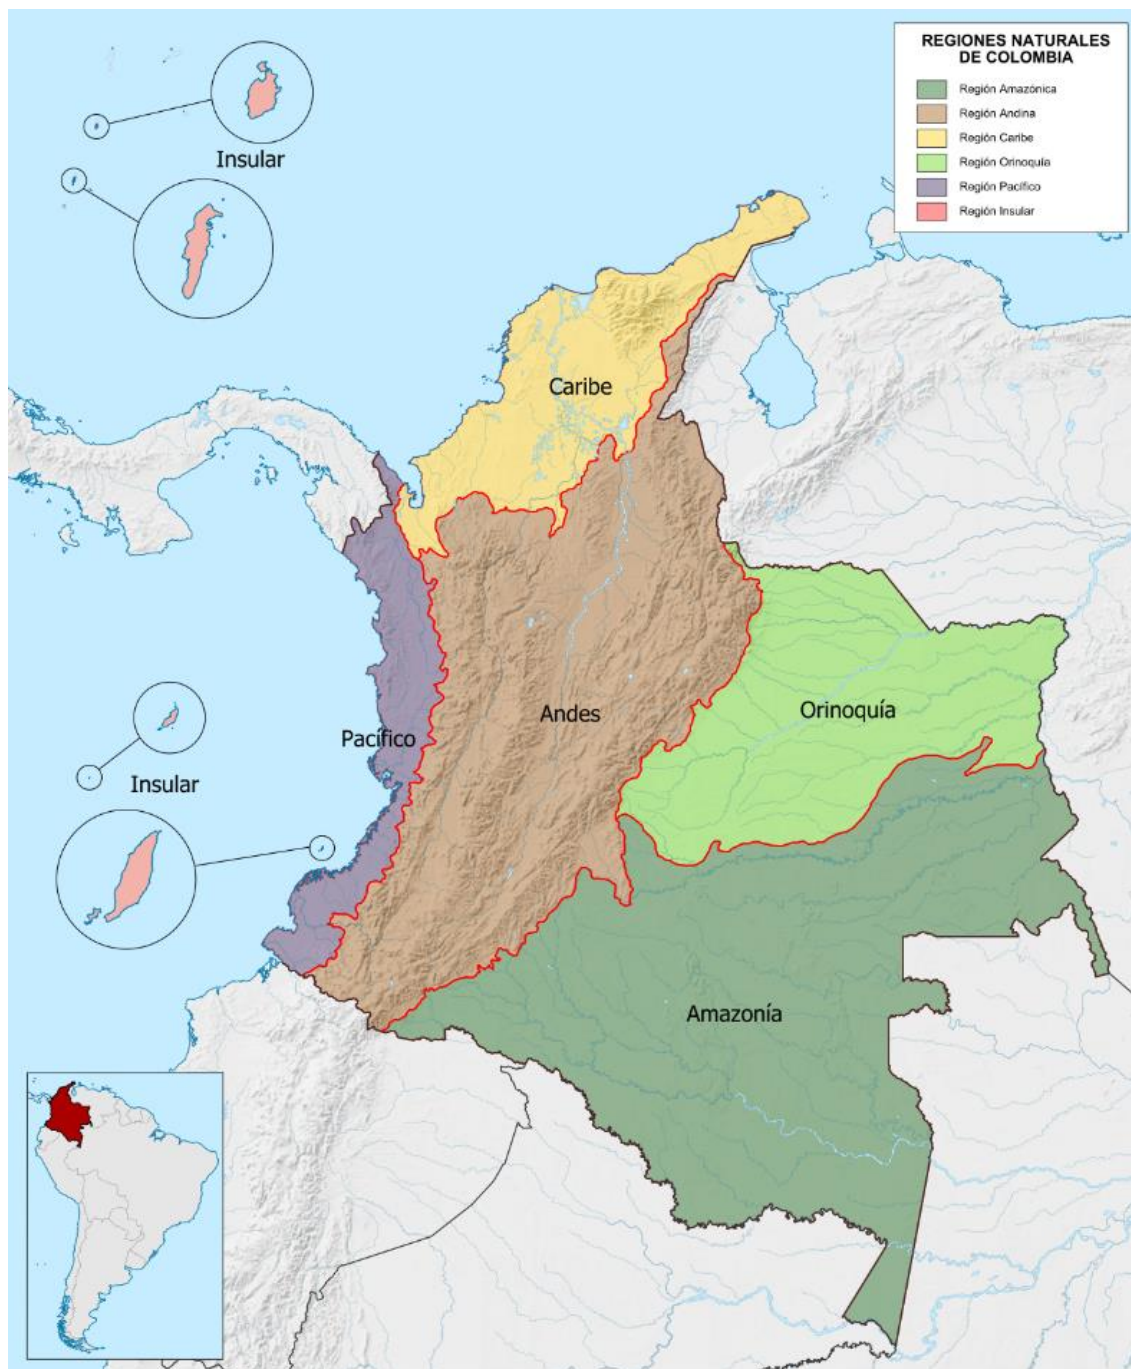 REGIONES NATURALES
DE COLOMBIA
Región Amazónica
Región Andina
Región Caribe
Región Orinoquía
Región Pacífico
Región Insular
Insular
Caribe
Andes
Orinoquía
Pacífico
Insular
Amazonía